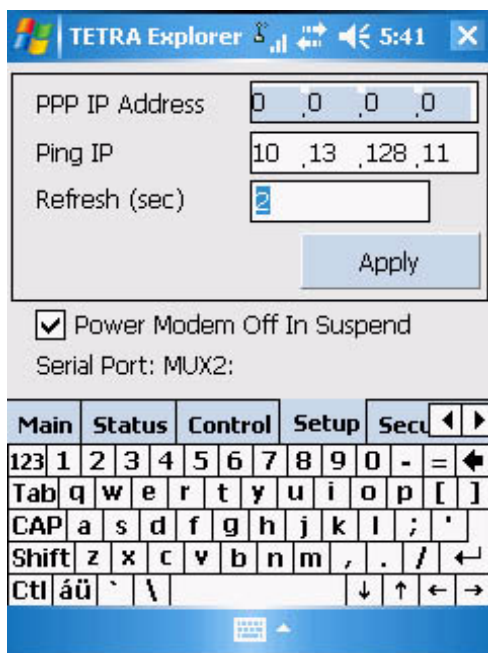 TETRA Explorer 5:41
PPP IP Address 0 .0 .0 .0
Ping IP 10 .13 .128 .11
Refresh (sec) 2
Apply
Power Modem Off In Suspend
Serial Port: MUX2:
Main Status Control Setup Secu
123 1 2 3 4 5 6 7 8 9 0 - =
Tab q w e r t y u i o p [ ]
CAP a s d f g h j k l ; '
Shift z x c v b n m , . /
Ctl áü ` \ ↓ ↑ ← →